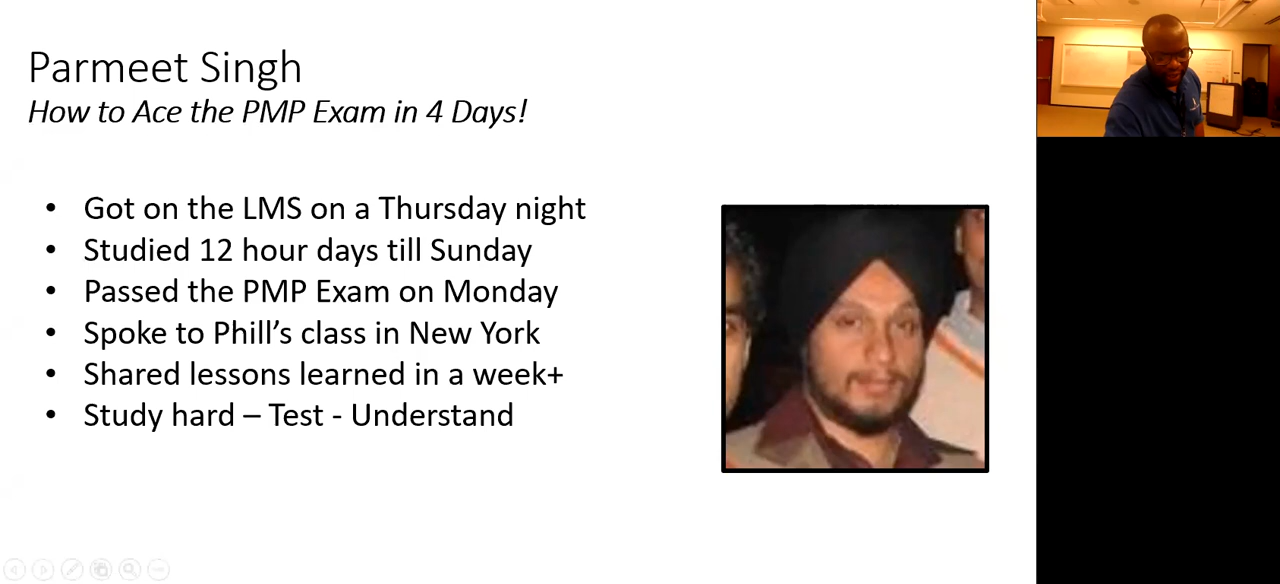 Parmeet Singh
How to Ace the PMP Exam in 4 Days!
• Got on the LMS on a Thursday night
• Studied 12 hour days till Sunday
• Passed the PMP Exam on Monday
• Spoke to Phill’s class in New York
• Shared lessons learned in a week+
• Study hard – Test - Understand